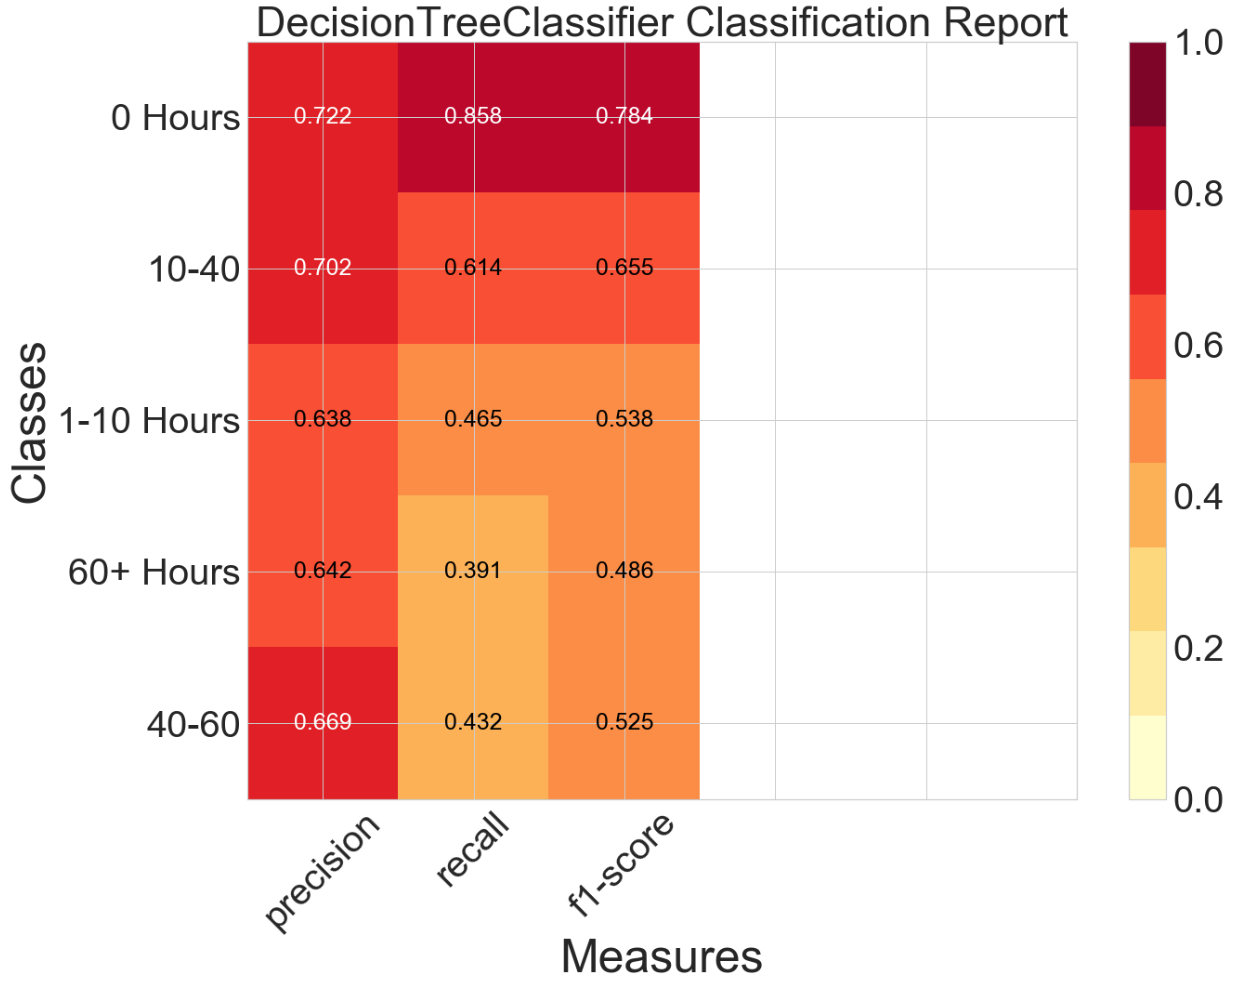 DecisionTreeClassifier Classification Report
0 Hours 0.722 0.858 0.784
10-40 0.702 0.614 0.655
1-10 Hours 0.638 0.465 0.538
60+ Hours 0.642 0.391 0.486
40-60 0.669 0.432 0.525
precision recall f1-score
Measures
Classes
1.0
0.8
0.6
0.4
0.2
0.0